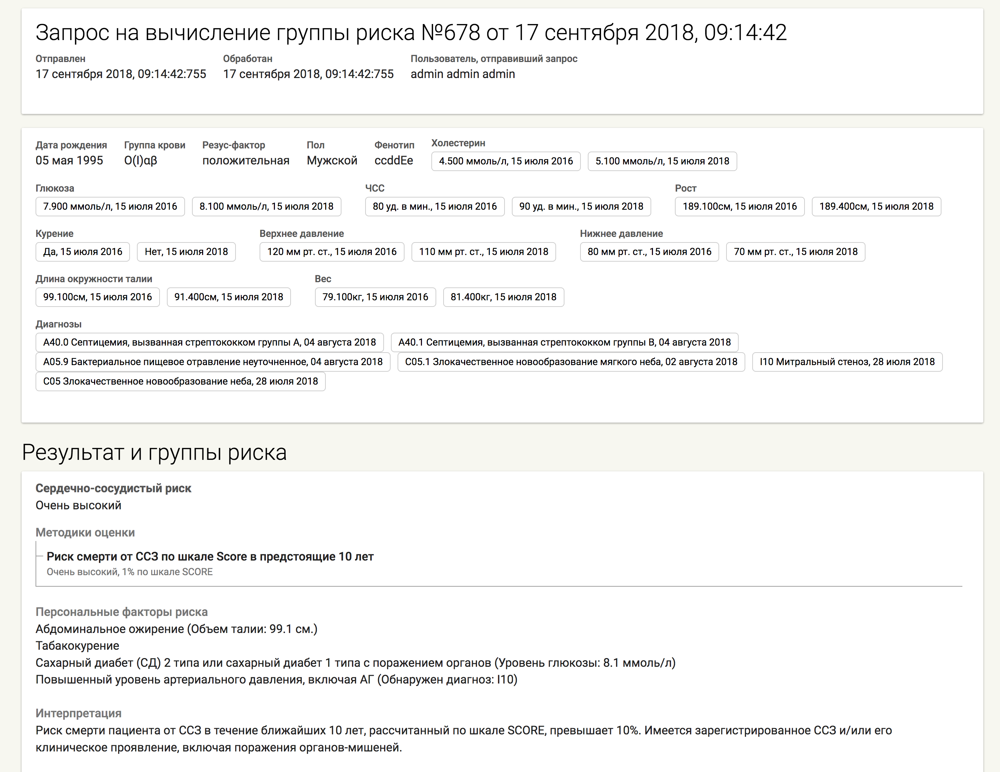 Запрос на вычисление группы риска №678 от 17 сентября 2018, 09:14:42
Отправлен Обработан Пользователь, отправивший запрос
17 сентября 2018, 09:14:42:755 17 сентября 2018, 09:14:42:755 admin admin admin
Дата рождения Группа крови Резус-фактор Пол Фенотип Холестерин
05 мая 1995 O(I)αβ положительная Мужской ccddEe 4.500 ммоль/л, 15 июля 2016 5.100 ммоль/л, 15 июля 2018
Глюкоза ЧСС Рост
7.900 ммоль/л, 15 июля 2016 8.100 ммоль/л, 15 июля 2018 80 уд. в мин., 15 июля 2016 90 уд. в мин., 15 июля 2018 189.100см, 15 июля 2016 189.400см, 15 июля 2018
Курение Верхнее давление Нижнее давление
Да, 15 июля 2016 Нет, 15 июля 2018 120 мм рт. ст., 15 июля 2016 110 мм рт. ст., 15 июля 2018 80 мм рт. ст., 15 июля 2016 70 мм рт. ст., 15 июля 2018
Длина окружности талии Вес
99.100см, 15 июля 2016 91.400см, 15 июля 2018 79.100кг, 15 июля 2016 81.400кг, 15 июля 2018
Диагнозы
A40.0 Септицемия, вызванная стрептококком группы А, 04 августа 2018 A40.1 Септицемия, вызванная стрептококком группы В, 04 августа 2018
A05.9 Бактериальное пищевое отравление неуточненное, 04 августа 2018 C05.1 Злокачественное новообразование мягкого неба, 02 августа 2018 I10 Митральный стеноз, 28 июля 2018
C05 Злокачественное новообразование неба, 28 июля 2018
Результат и группы риска
Сердечно-сосудистый риск
Очень высокий
Методики оценки
Риск смерти от ССЗ по шкале Score в предстоящие 10 лет
Очень высокий, 1% по шкале SCORE
Персональные факторы риска
Абдоминальное ожирение (Объем талии: 99.1 см.)
Табакокурение
Сахарный диабет (СД) 2 типа или сахарный диабет 1 типа с поражением органов (Уровень глюкозы: 8.1 ммоль/л)
Повышенный уровень артериального давления, включая АГ (Обнаружен диагноз: I10)
Интерпретация
Риск смерти пациента от ССЗ в течение ближайших 10 лет, рассчитанный по шкале SCORE, превышает 10%. Имеется зарегистрированное ССЗ и/или его
клиническое проявление, включая поражения органов-мишеней.